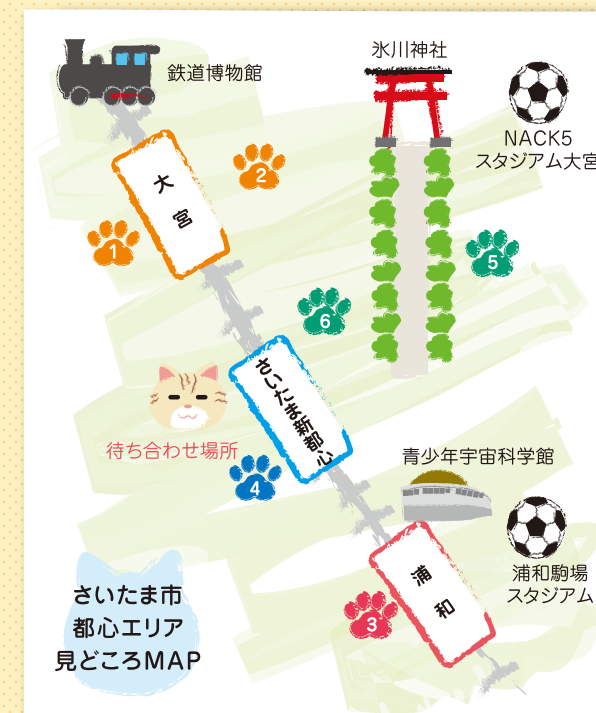 鉄道博物館
氷川神社
NACK5
スタジアム大宮
大宮
2
1
5
6
さいたま新都心
待ち合わせ場所
4
青少年宇宙科学館
浦和駒場
スタジアム
浦和
3
さいたま市
都心エリア
見どころMAP